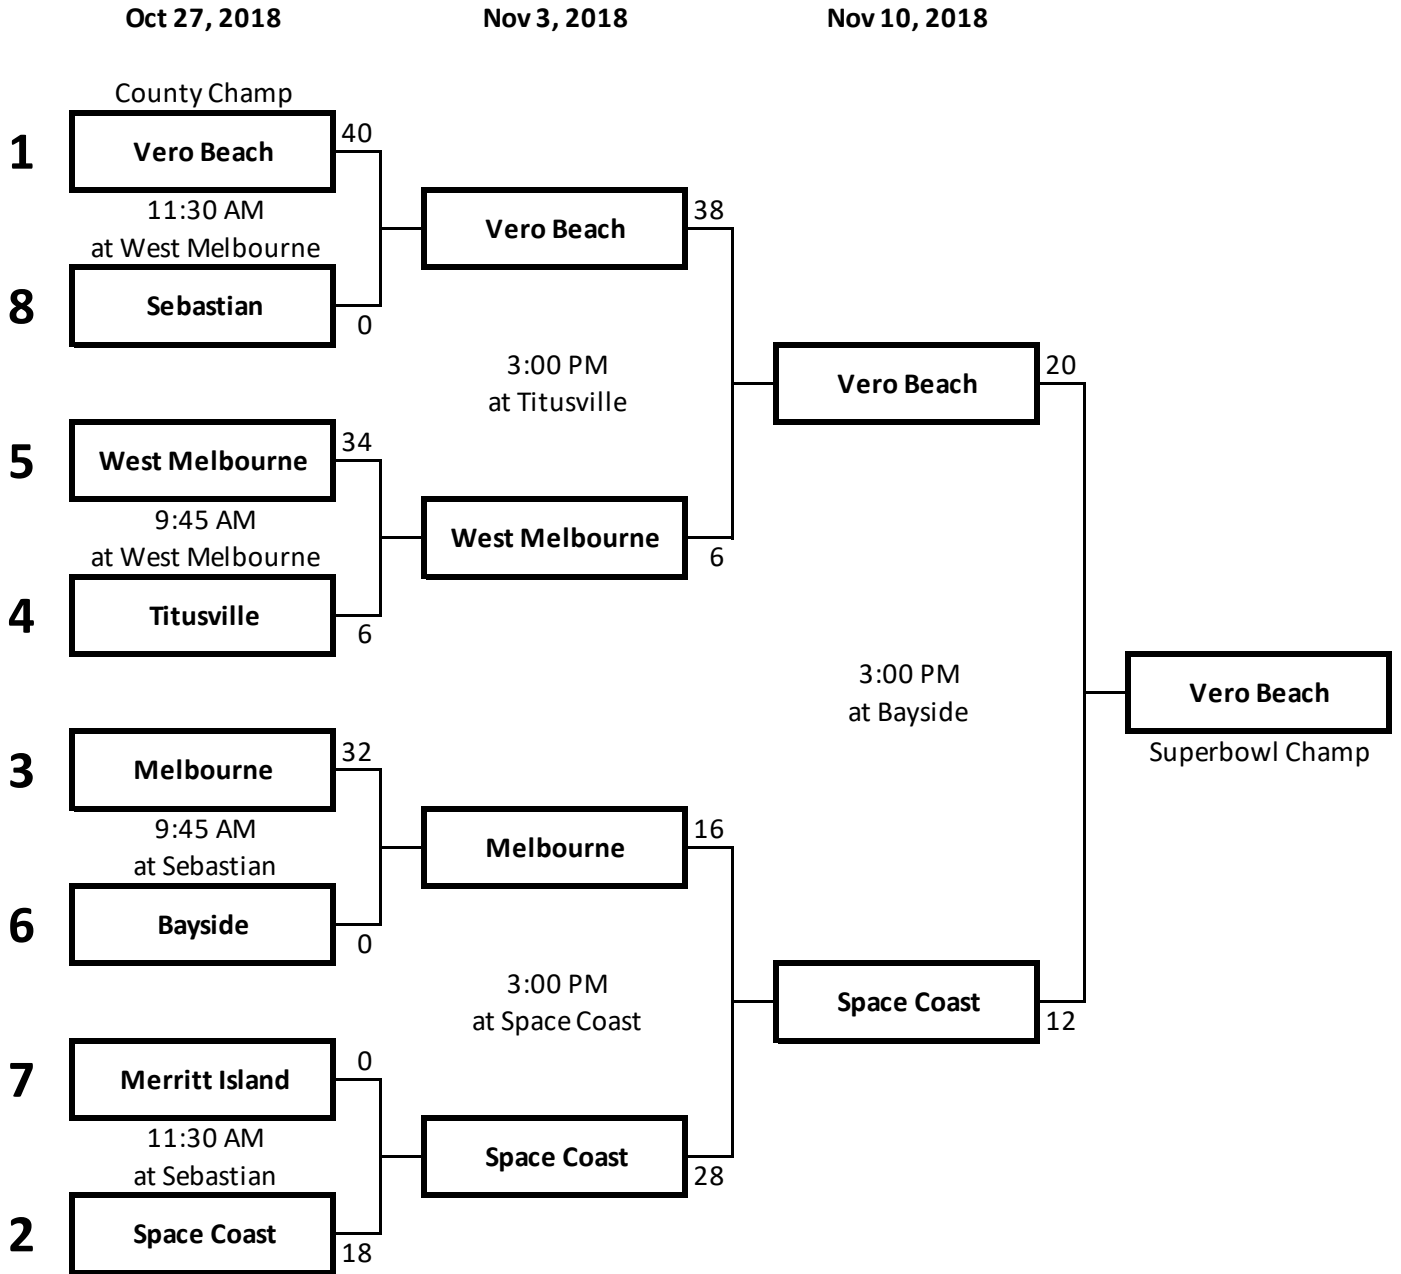 Oct 27, 2018
Nov 3, 2018
Nov 10, 2018
County Champ
1
Vero Beach
40
11:30 AM
at West Melbourne
8
Sebastian
0
5
West Melbourne
34
9:45 AM
at West Melbourne
4
Titusville
6
3
Melbourne
32
9:45 AM
at Sebastian
6
Bayside
0
7
Merritt Island
0
11:30 AM
at Sebastian
2
Space Coast
18
Vero Beach
38
3:00 PM
at Titusville
West Melbourne
6
Melbourne
16
3:00 PM
at Space Coast
Space Coast
28
Vero Beach
20
3:00 PM
at Bayside
Space Coast
12
Vero Beach
Superbowl Champ